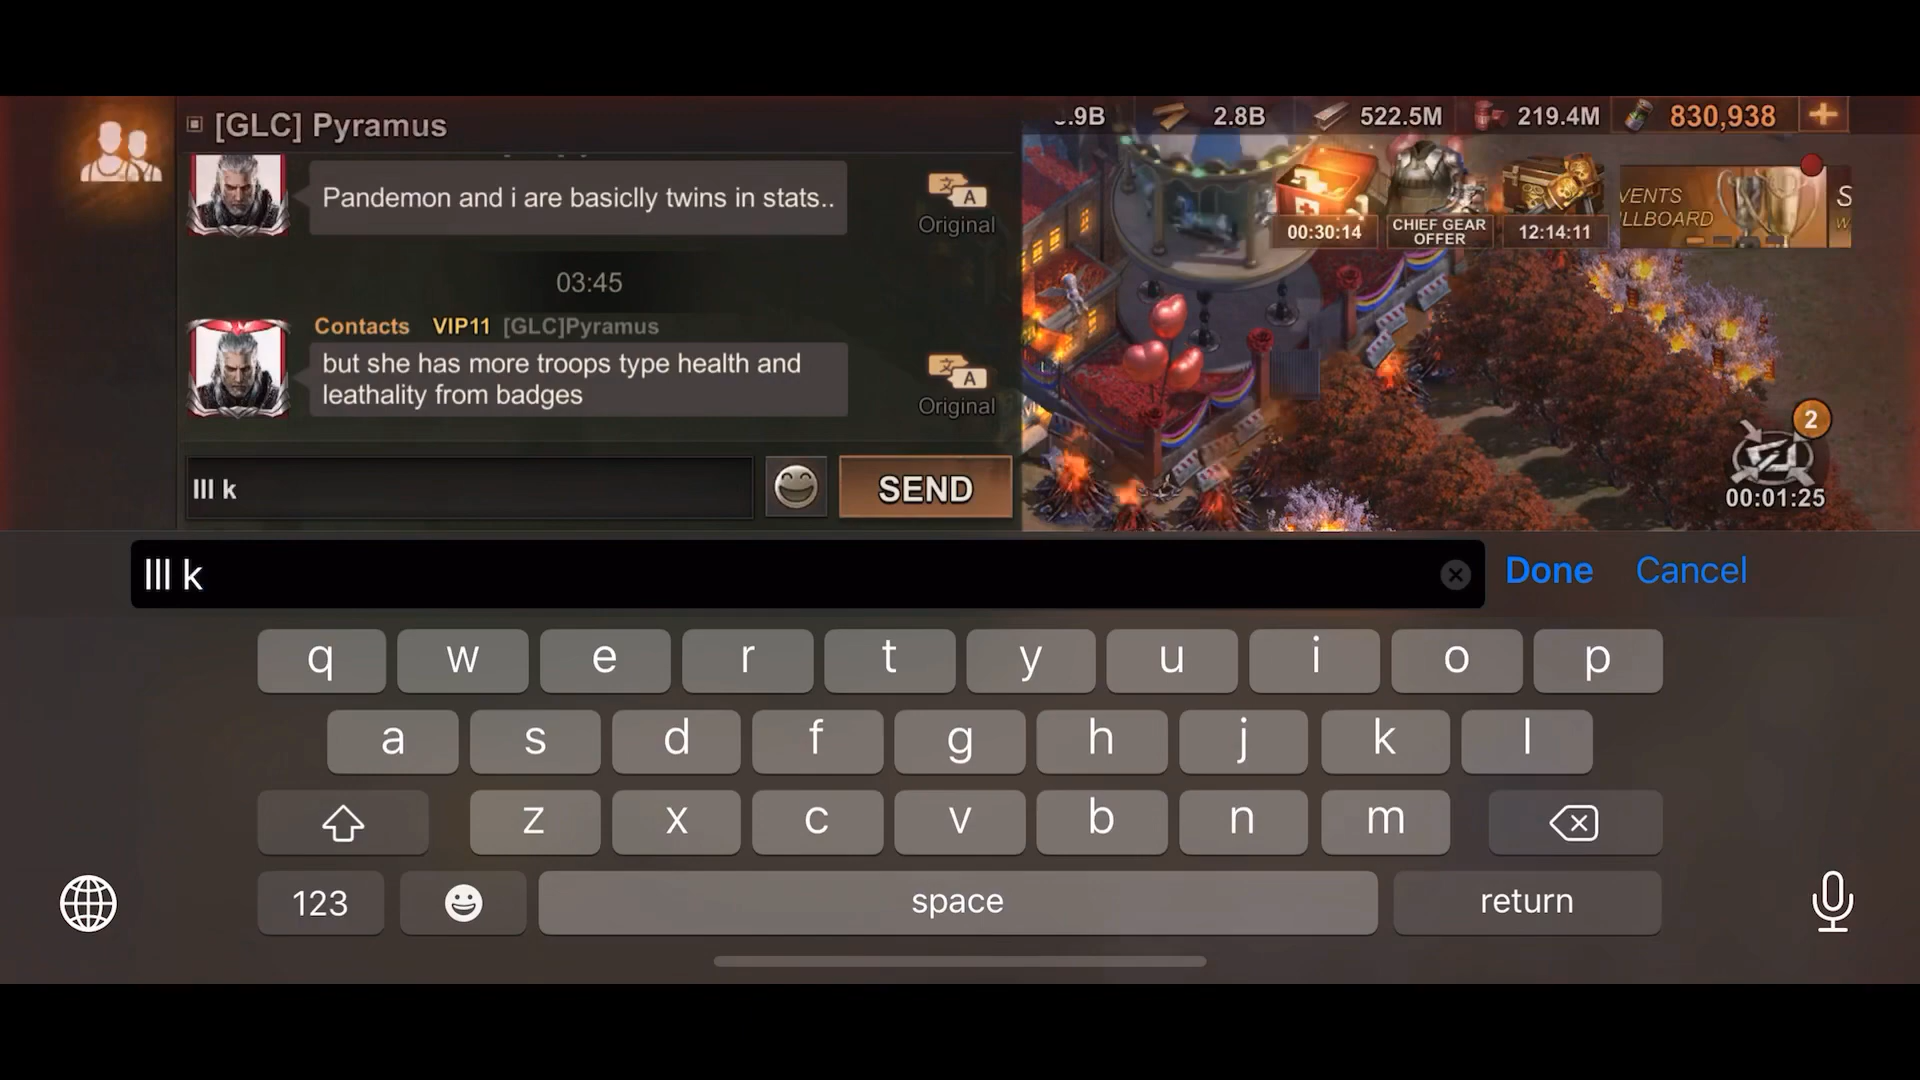 [GLC] Pyramus
.9B 2.8B 522.5M 219.4M 830,938 +
Pandemon and i are basiclly twins in stats..
Original
03:45
Contacts VIP11 [GLC]Pyramus
but she has more troops type health and
leathality from badges
Original
00:30:14
CHIEF GEAR
OFFER
12:14:11
VENTS
LLBOARD
S
W
2
00:01:25
lll k
SEND
lll k
Done Cancel
q w e r t y u i o p
a s d f g h j k l
z x c v b n m
123 space return